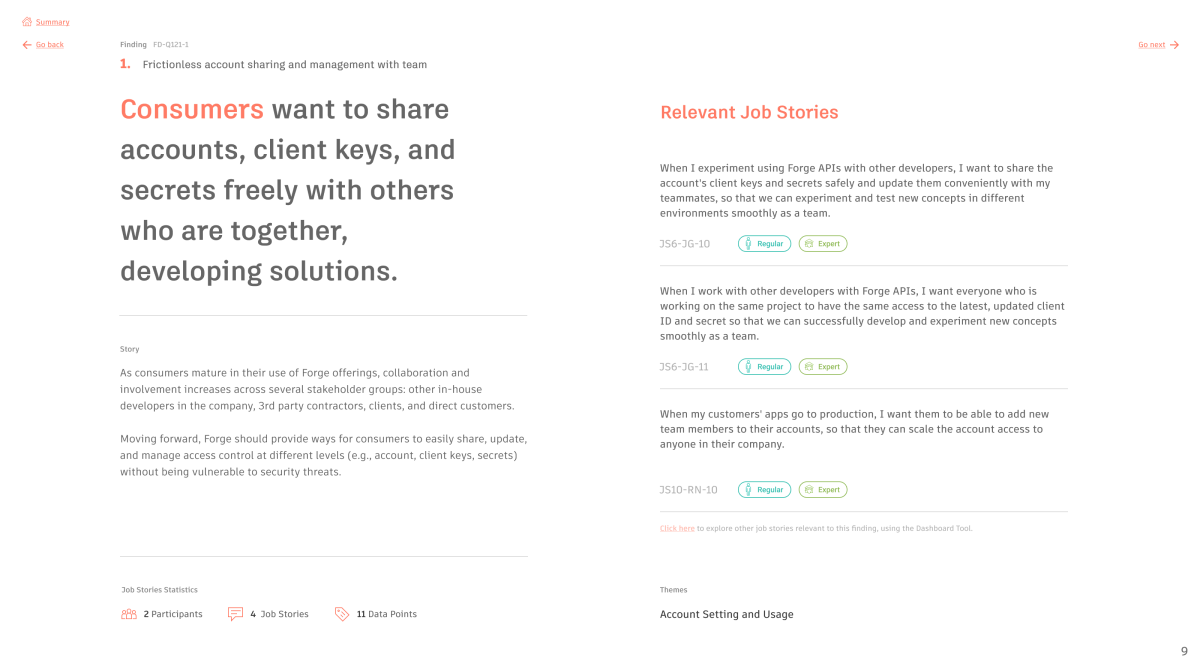 Summary
Go back
Go next
Finding FD-Q121-1
1. Frictionless account sharing and management with team
Consumers want to share
accounts, client keys, and
secrets freely with others
who are together,
developing solutions.
Story
As consumers mature in their use of Forge offerings, collaboration and
involvement increases across several stakeholder groups: other in-house
developers in the company, 3rd party contractors, clients, and direct customers.
Moving forward, Forge should provide ways for consumers to easily share, update,
and manage access control at different levels (e.g., account, client keys, secrets)
without being vulnerable to security threats.
Job Stories Statistics
2 Participants 4 Job Stories 11 Data Points
Relevant Job Stories
When I experiment using Forge APIs with other developers, I want to share the
account's client keys and secrets safely and update them conveniently with my
teammates, so that we can experiment and test new concepts in different
environments smoothly as a team.
JS6-JG-10 Regular Expert
When I work with other developers with Forge APIs, I want everyone who is
working on the same project to have the same access to the latest, updated client
ID and secret so that we can successfully develop and experiment new concepts
smoothly as a team.
JS6-JG-11 Regular Expert
When my customers' apps go to production, I want them to be able to add new
team members to their accounts, so that they can scale the account access to
anyone in their company.
JS10-RN-10 Regular Expert
Click here to explore other job stories relevant to this finding, using the Dashboard Tool.
Themes
Account Setting and Usage
9